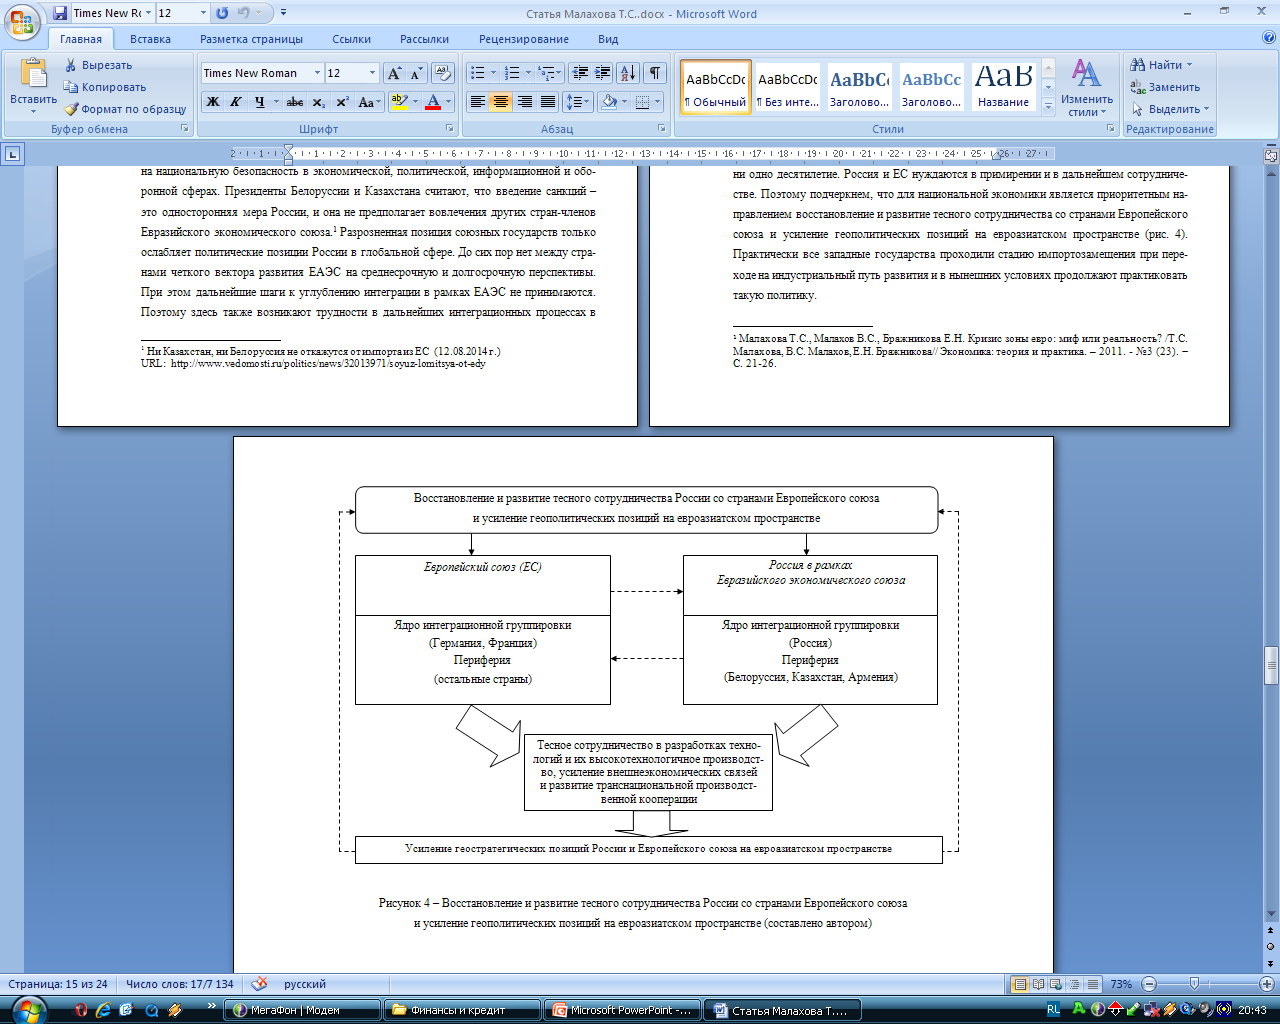 Статья Малахова Т.С..docx - Microsoft Word
Times New Rc
12
Главная
Вставка
Разметка страницы
Ссылки
Рассылки
Рецензирование
Вид
Вставить
Вырезать
Копировать
Формат по образцу
Буфер обмена
Times New Roman
12
Ж К Ч abc x₂ x² Aa
Шрифт
Абзац
AaBbCcDc
¶ Обычный
AaBbCcDc
¶ Без инте...
AaBbCc
Заголово...
AaBbCc
Заголово...
AaB
Название
Изменить стили
Стили
Найти
Заменить
Выделить
Редактирование
на национальную безопасность в экономической, политической, информационной и обо-
ронной сферах. Президенты Белоруссии и Казахстана считают, что введение санкций –
это односторонняя мера России, и она не предполагает вовлечения других стран-членов
Евразийского экономического союза.¹ Разрозненная позиция союзных государств только
ослабляет политические позиции России в глобальной сфере. До сих пор нет между стра-
нами четкого вектора развития ЕАЭС на среднесрочную и долгосрочную перспективы.
При этом дальнейшие шаги к углублению интеграции в рамках ЕАЭС не принимаются.
Поэтому здесь также возникают трудности в дальнейших интеграционных процессах в
¹ Ни Казахстан, ни Белоруссия не откажутся от импорта из ЕС (12.08.2014 г.)
URL: http://www.vedomosti.ru/politics/news/32013971/soyuz-lomitsya-ot-edy
ни одно десятилетие. Россия и ЕС нуждаются в примирении и в дальнейшем сотрудниче-
стве. Поэтому подчеркнем, что для национальной экономики является приоритетным на-
правлением восстановление и развитие тесного сотрудничества со странами Европейского
союза и усиление геополитических позиций на евроазиатском пространстве (рис. 4).
Практически все западные государства проходили стадию импортозамещения при пере-
ходе на индустриальный путь развития и в нынешних условиях продолжают практиковать
такую политику.
¹ Малахова Т.С., Малахов В.С., Бражникова Е.Н. Кризис зоны евро: миф или реальность? /Т.С.
Малахова, В.С. Малахов, Е.Н. Бражникова// Экономика: теория и практика. – 2011. - №3 (23). –
С. 21-26.
Восстановление и развитие тесного сотрудничества России со странами Европейского союза
и усиление геополитических позиций на евроазиатском пространстве
Европейский союз (ЕС)
Ядро интеграционной группировки
(Германия, Франция)
Периферия
(остальные страны)
Россия в рамках
Евразийского экономического союза
Ядро интеграционной группировки
(Россия)
Периферия
(Белоруссия, Казахстан, Армения)
Тесное сотрудничество в разработках техно-
логий и их высокотехнологичное производст-
во, усиление внешнеэкономических связей
и развитие транснациональной производст-
венной кооперации
Усиление геостратегических позиций России и Европейского союза на евроазиатском пространстве
Рисунок 4 – Восстановление и развитие тесного сотрудничества России со странами Европейского союза
и усиление геополитических позиций на евроазиатском пространстве (составлено автором)
Страница: 15 из 24
Число слов: 17/7 134
русский
73%
МегаФон | Модем
Финансы и кредит
Microsoft PowerPoint -...
Статья Малахова Т....
RL
20:43